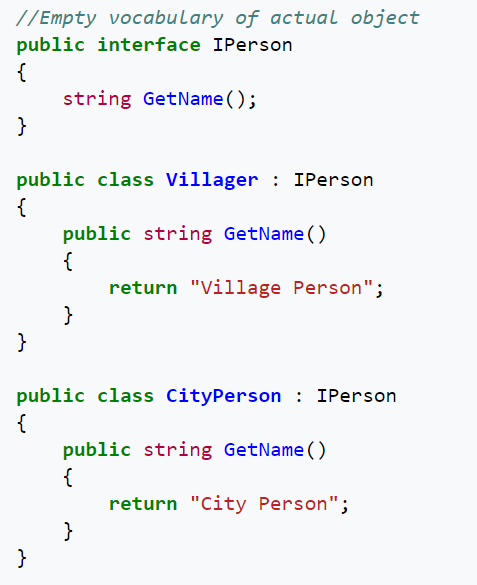 //Empty vocabulary of actual object
public interface IPerson
{
    string GetName();
}

public class Villager : IPerson
{
    public string GetName()
    {
        return "Village Person";
    }
}

public class CityPerson : IPerson
{
    public string GetName()
    {
        return "City Person";
    }
}